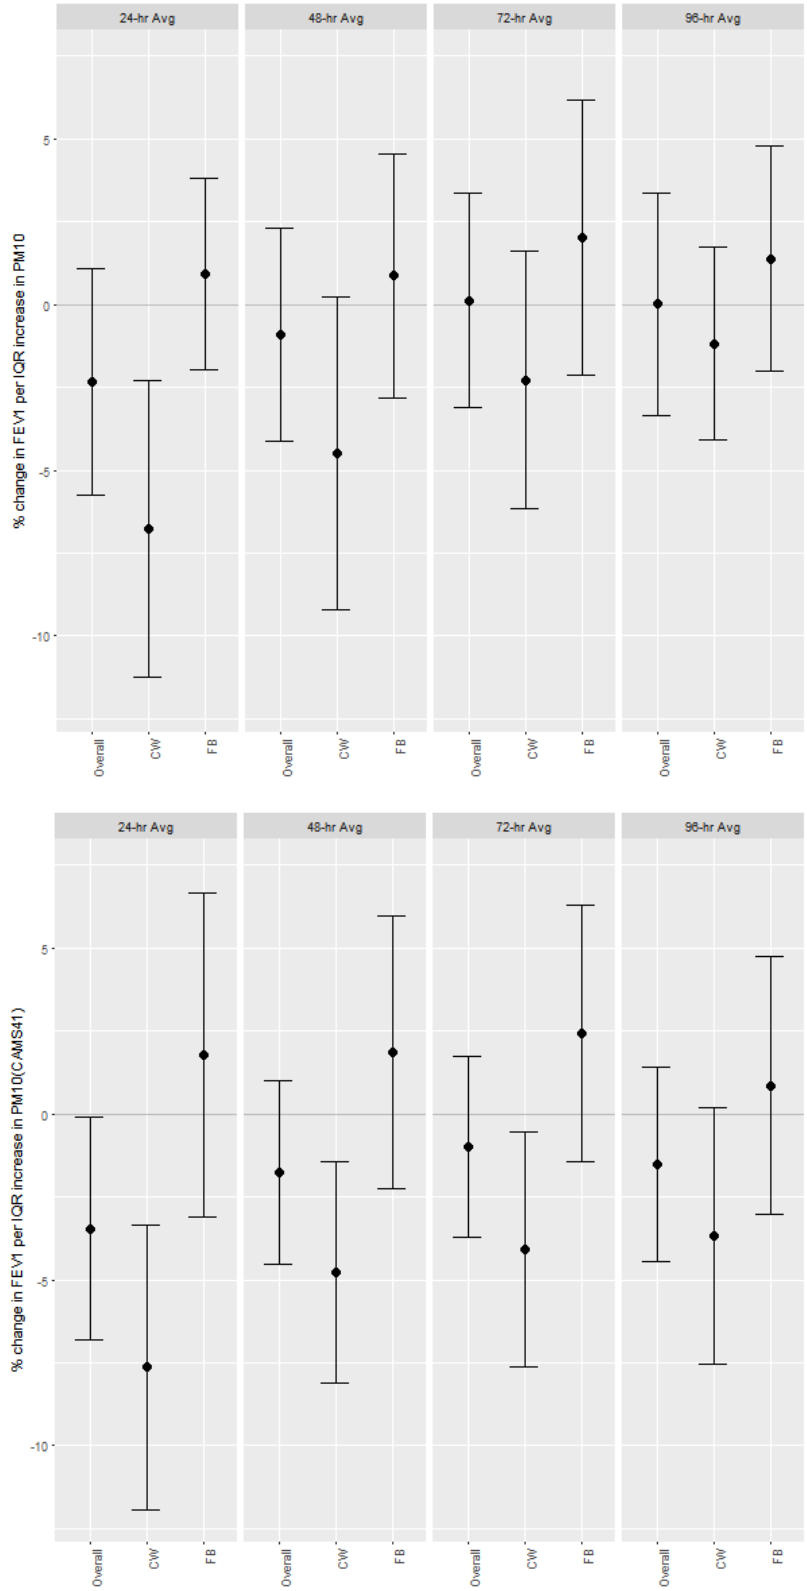 24-hr Avg 48-hr Avg 72-hr Avg 96-hr Avg
% change in FEV1 per IQR increase in PM10
5
0
-5
-10
Overall CW FB Overall CW FB Overall CW FB Overall CW FB
24-hr Avg 48-hr Avg 72-hr Avg 96-hr Avg
% change in FEV1 per IQR increase in PM10(CAMS41)
5
0
-5
-10
Overall CW FB Overall CW FB Overall CW FB Overall CW FB